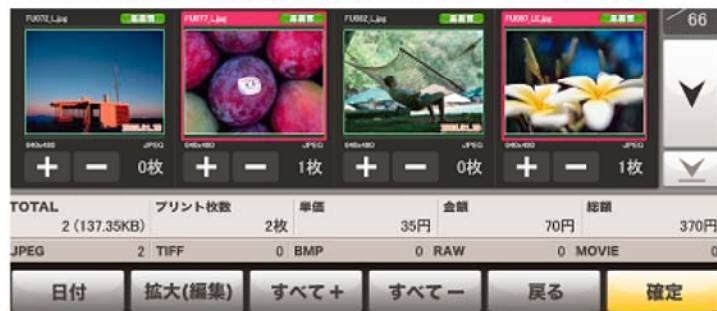 FU072_L.jpg 高画質 FU077_L.jpg 高画質 FU082_L.jpg 高画質 FU087_LE.jpg 高画質 66
640x480 JPEG 640x480 JPEG 640x480 JPEG 640x480 JPEG
+ − 0枚 + − 1枚 + − 0枚 + − 1枚
TOTAL プリント枚数 単価 金額 総額
2 (137.35KB) 2枚 35円 70円 370円
JPEG 2 TIFF 0 BMP 0 RAW 0 MOVIE 0
日付 拡大(編集) すべて+ すべてー 戻る 確定